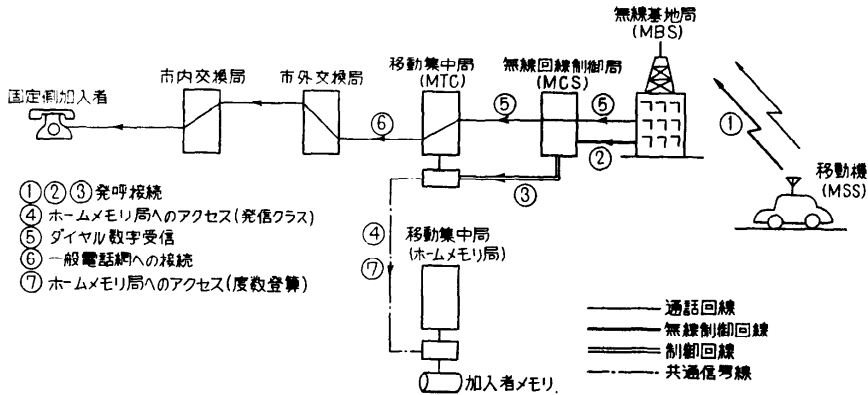 無線基地局
(MBS)
移動集中局
(MTC)
無線回線制御局
(MCS)
市内交換局
市外交換局
固定側加入者
⑤
⑤
①
⑥
②
③
移動機
(MSS)
①②③発呼接続
④ホームメモリ局へのアクセス(発信クラス)
⑤ダイヤル数字受信
⑥一般電話網への接続
⑦ホームメモリ局へのアクセス(度数登算)
④
⑦
移動集中局
(ホームメモリ局)
加入者メモリ
通話回線
無線制御回線
制御回線
共通信号線